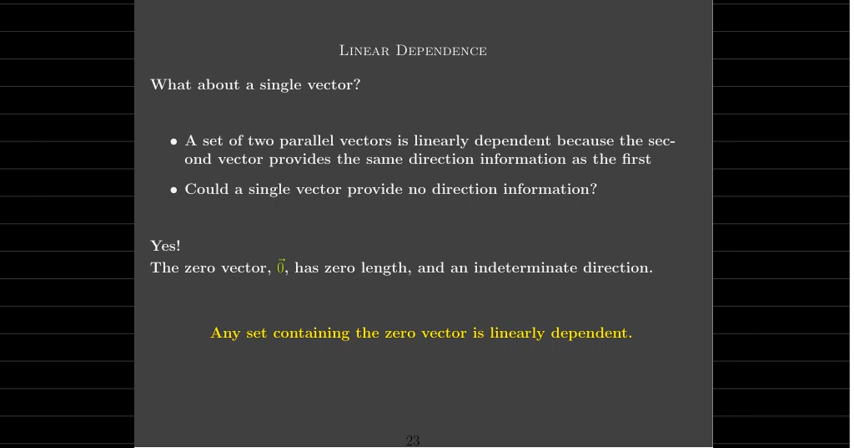 Linear Dependence
What about a single vector?
• A set of two parallel vectors is linearly dependent because the sec-
ond vector provides the same direction information as the first
• Could a single vector provide no direction information?
Yes!
The zero vector, 0⃗, has zero length, and an indeterminate direction.
Any set containing the zero vector is linearly dependent.
23